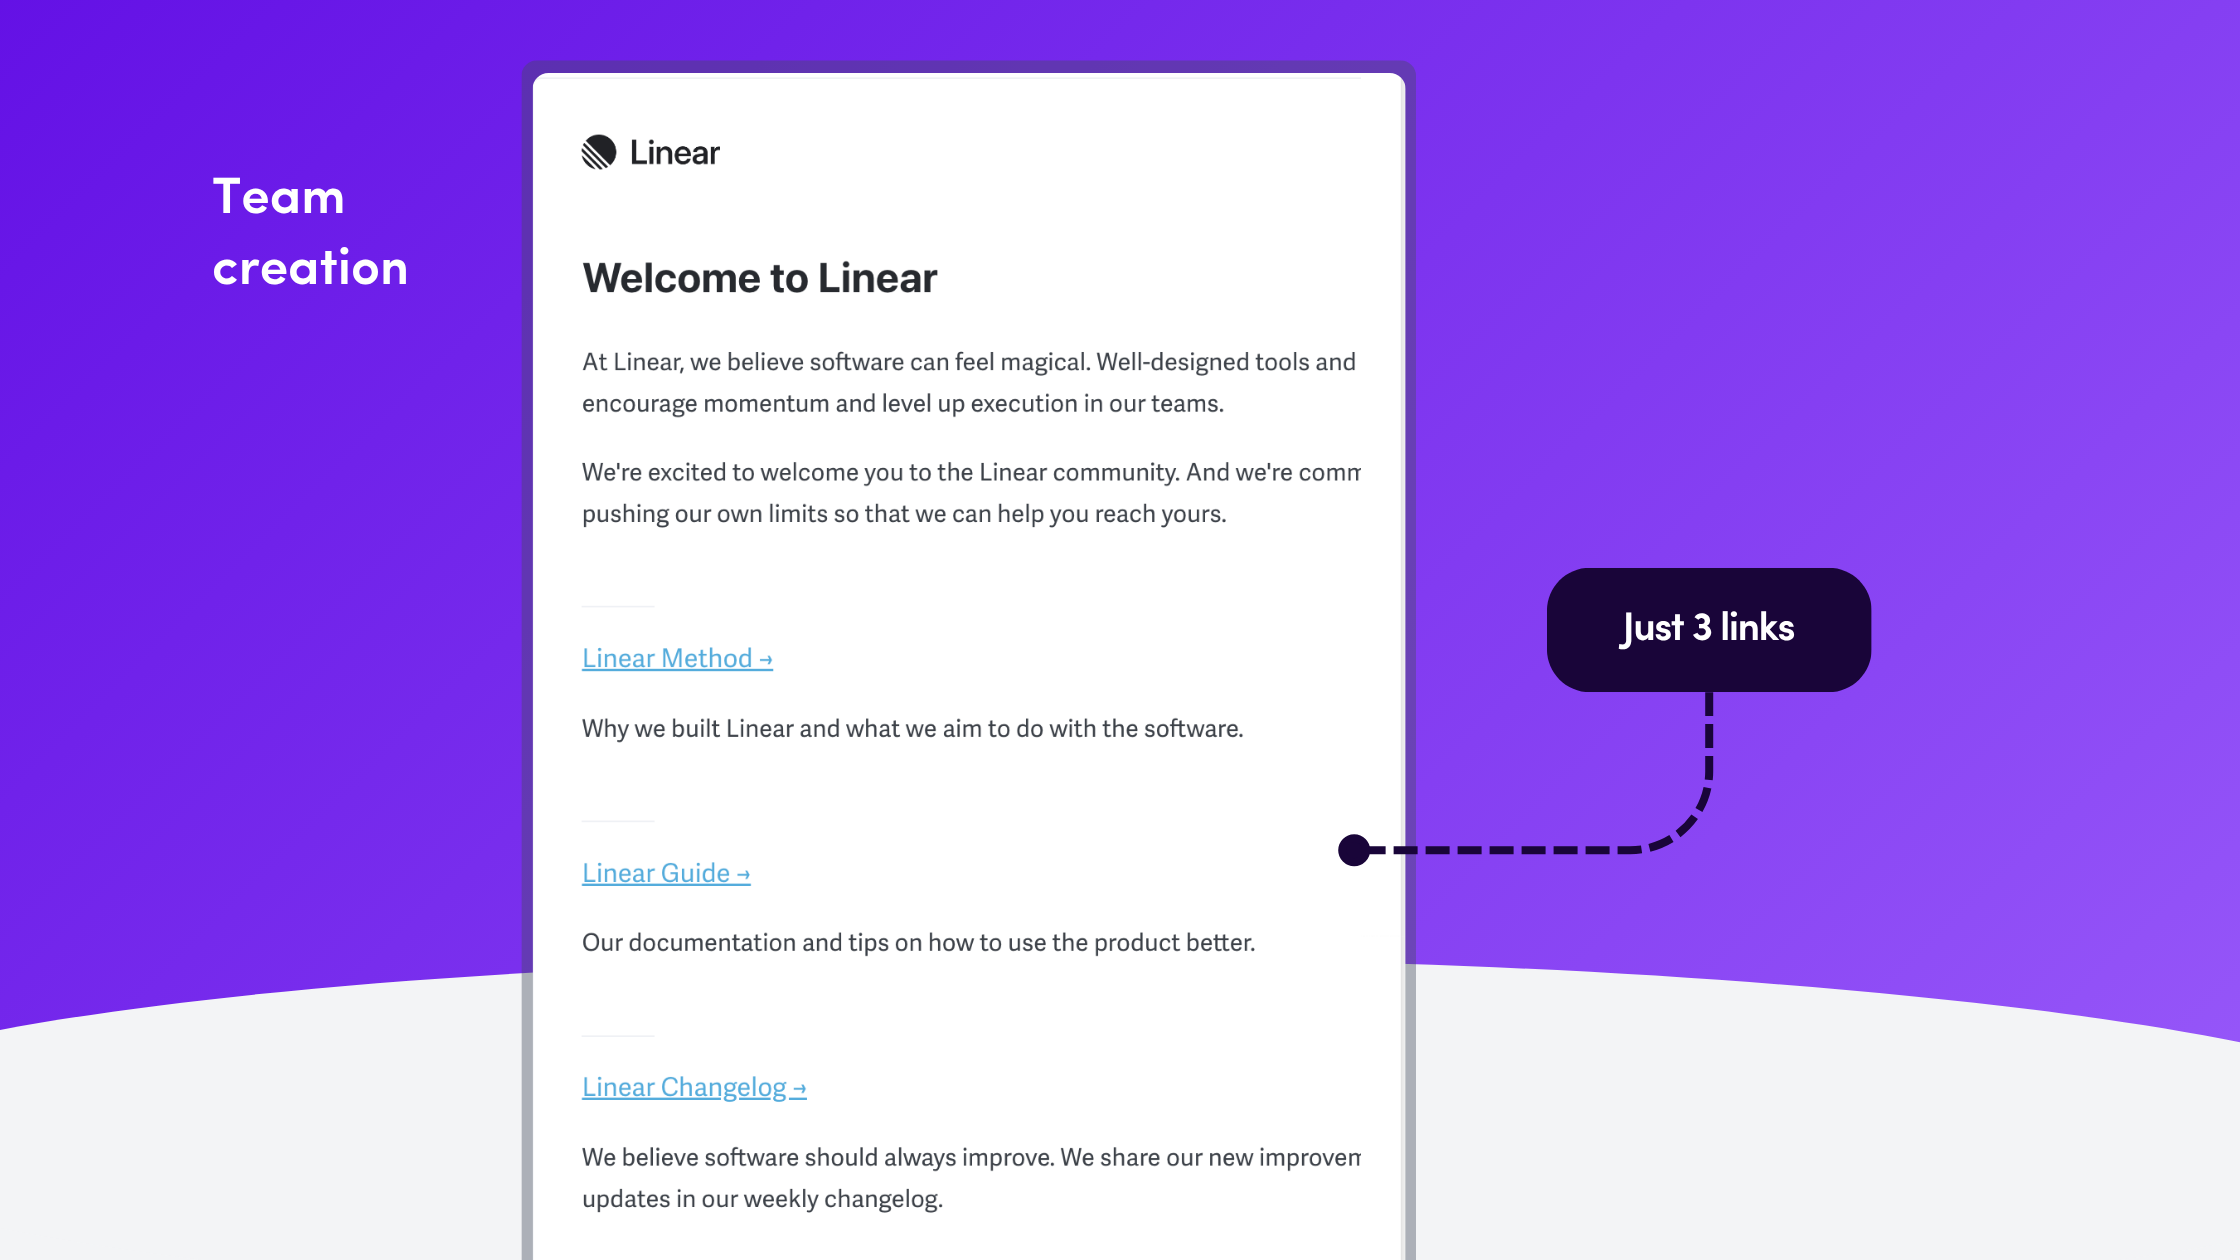 Team
creation
Linear
Welcome to Linear
At Linear, we believe software can feel magical. Well-designed tools and
encourage momentum and level up execution in our teams.
We're excited to welcome you to the Linear community. And we're
pushing our own limits so that we can help you reach yours.
Linear Method →
Why we built Linear and what we aim to do with the software.
Linear Guide →
Our documentation and tips on how to use the product better.
Linear Changelog →
We believe software should always improve. We share our new
updates in our weekly changelog.
Just 3 links